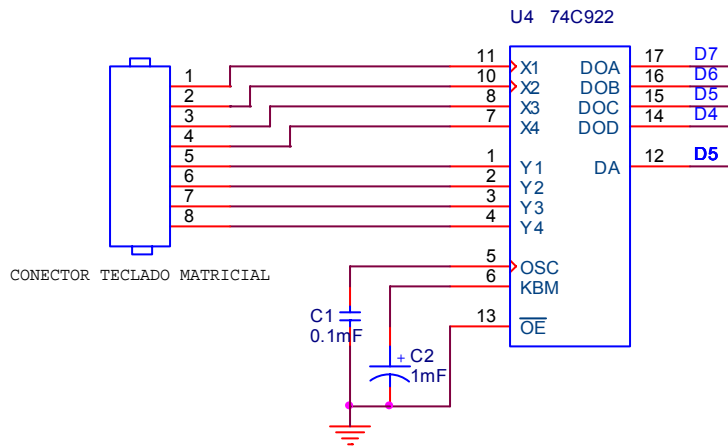 U4 74C922
1
2
3
4
5
6
7
8
CONECTOR TECLADO MATRICIAL
11 X1 DOA 17 D7
10 X2 DOB 16 D6
8 X3 DOC 15 D5
7 X4 DOD 14 D4
1 Y1 DA 12 D5
2 Y2
3 Y3
4 Y4
5 OSC
6 KBM
13 OE
C1
0.1mF
+ C2
1mF